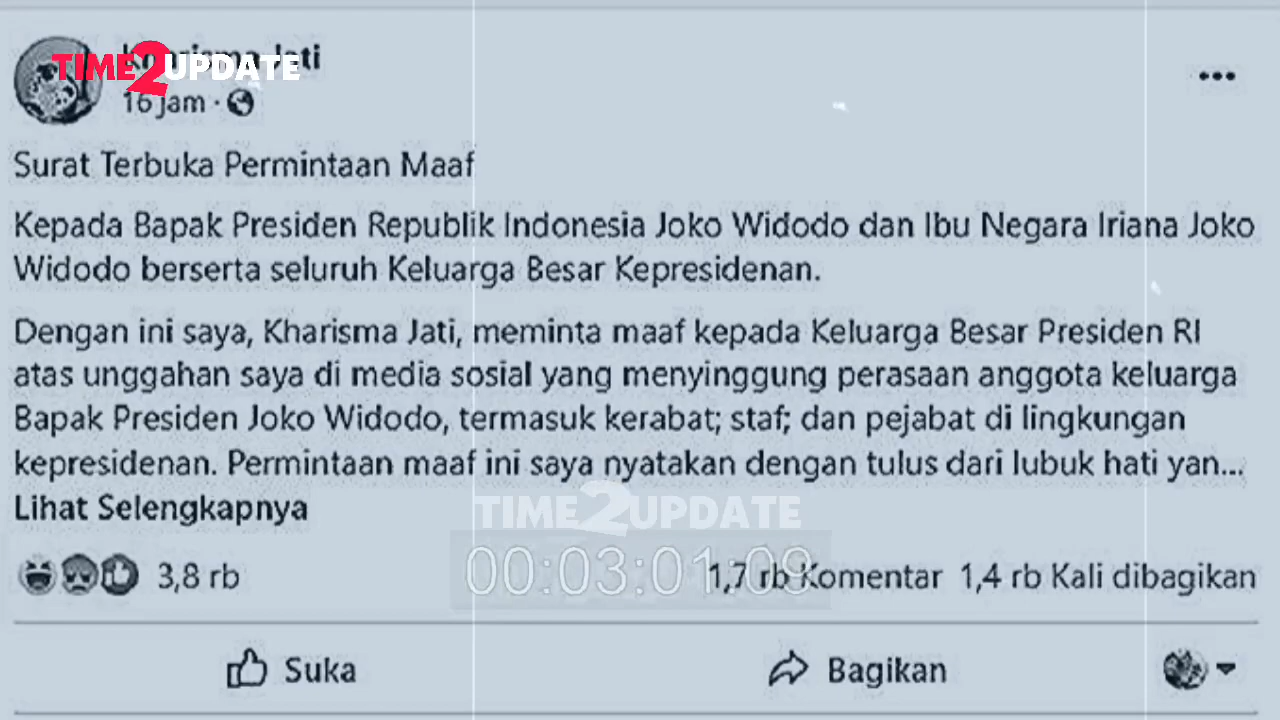 TIME2UPDATE
Kharisma Jati
16 jam
Surat Terbuka Permintaan Maaf
Kepada Bapak Presiden Republik Indonesia Joko Widodo dan Ibu Negara Iriana Joko
Widodo berserta seluruh Keluarga Besar Kepresidenan.
Dengan ini saya, Kharisma Jati, meminta maaf kepada Keluarga Besar Presiden RI
atas unggahan saya di media sosial yang menyinggung perasaan anggota keluarga
Bapak Presiden Joko Widodo, termasuk kerabat; staf; dan pejabat di lingkungan
kepresidenan. Permintaan maaf ini saya nyatakan dengan tulus dari lubuk hati yan...
Lihat Selengkapnya
TIME2UPDATE
00:03:01:09
3,8 rb 1,7 rb Komentar 1,4 rb Kali dibagikan
Suka Bagikan